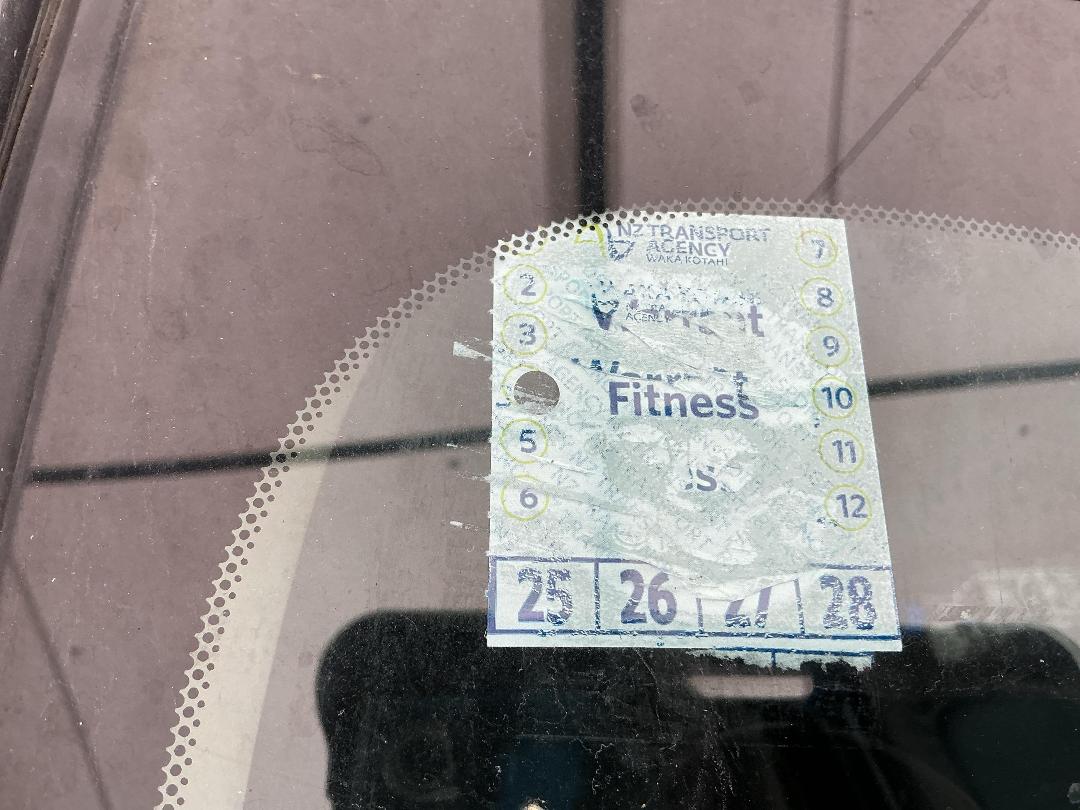 NZ TRANSPORT
AGENCY
WAKA KOTAHI
7
2
8
Warrant
3
9
Fitness
10
5
11
6
12
25 26 27 28